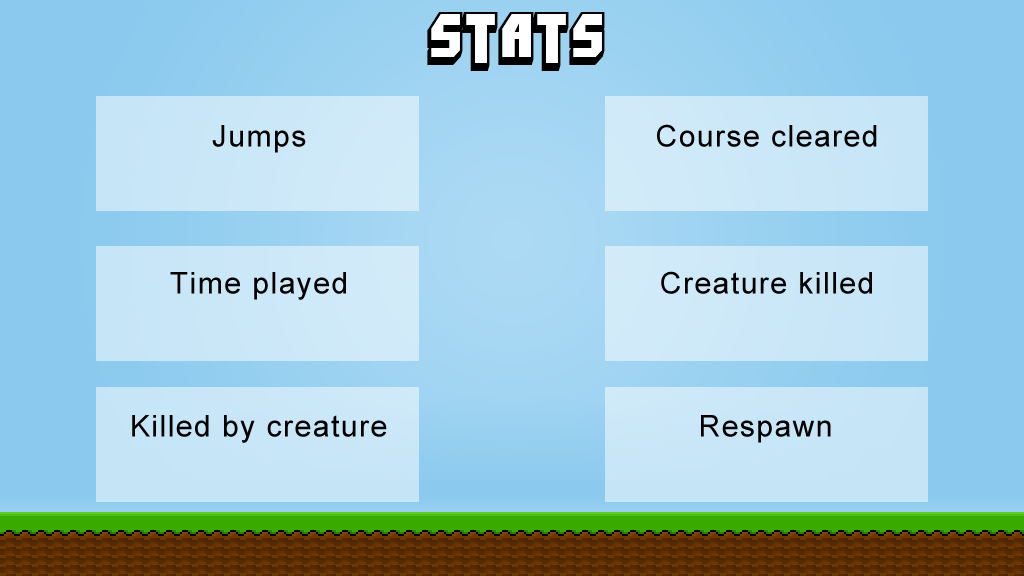 STATS
Jumps
Course cleared
Time played
Creature killed
Killed by creature
Respawn